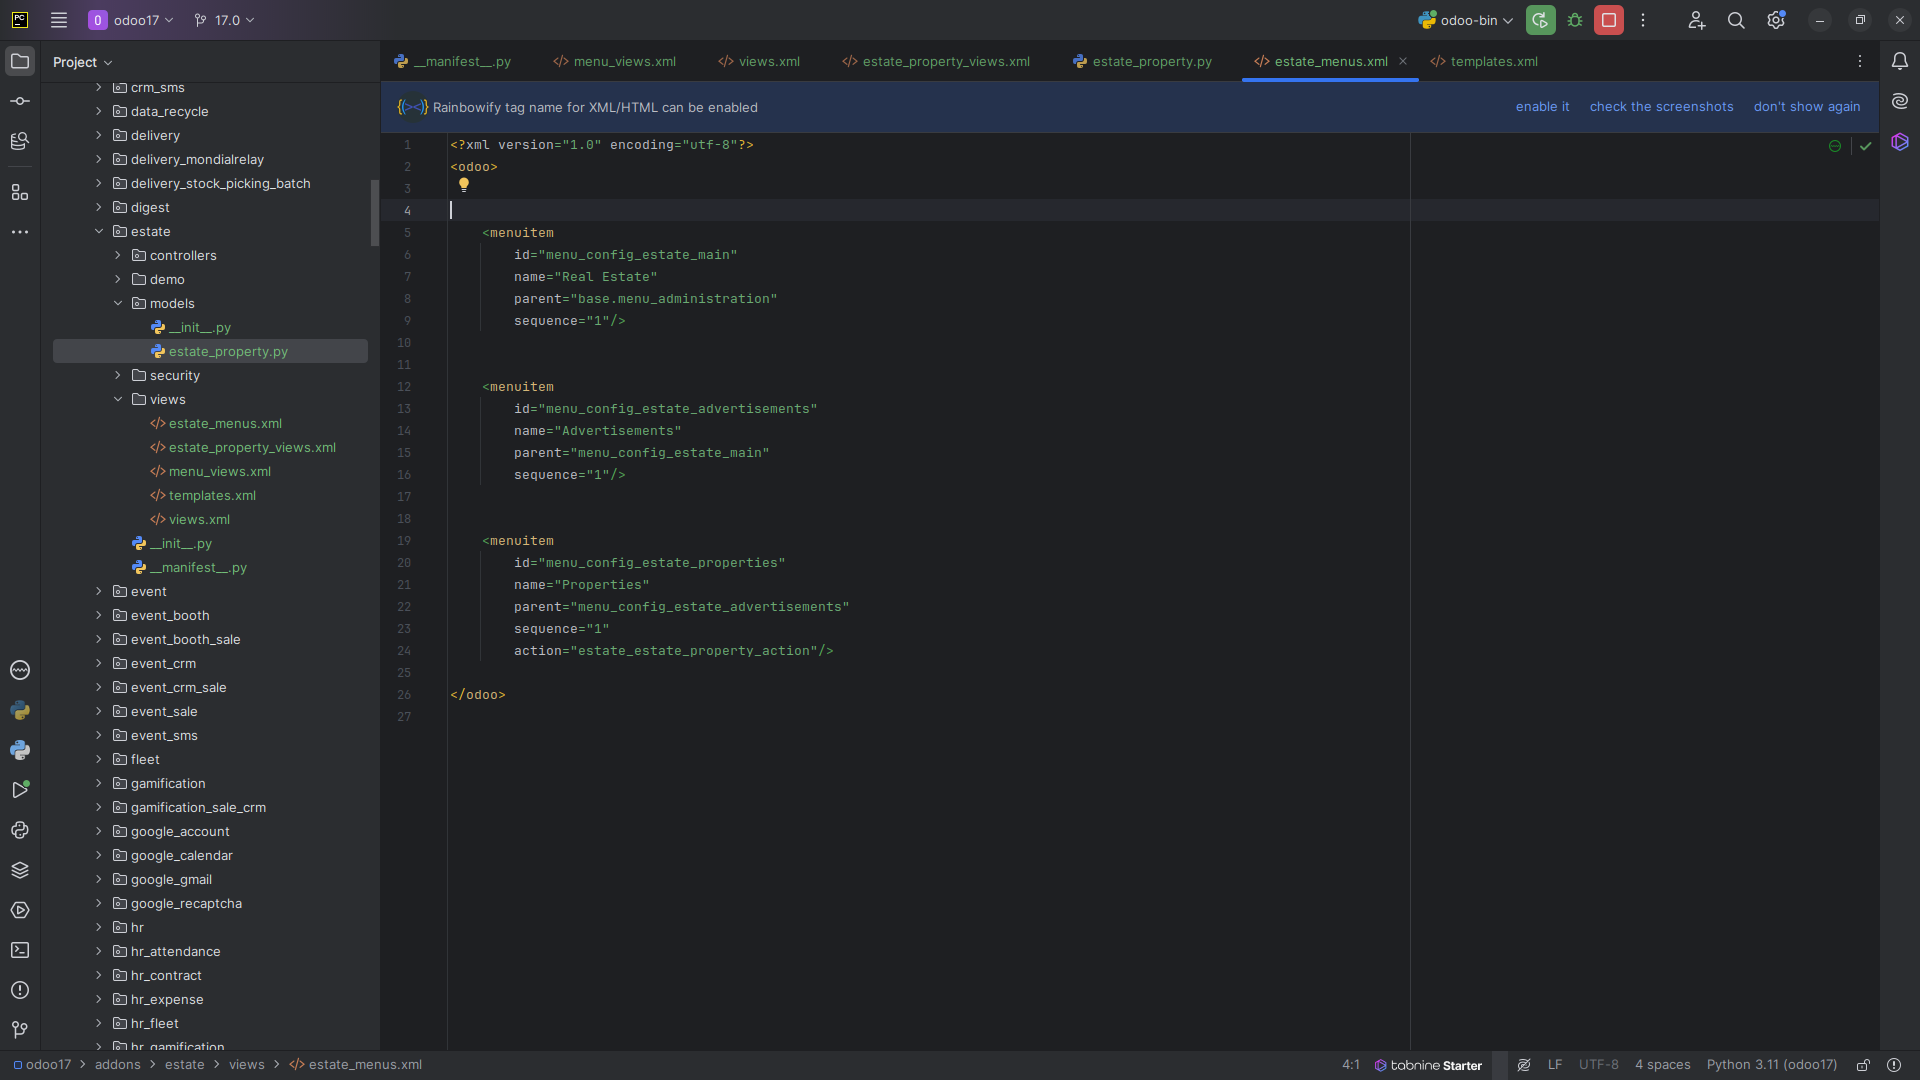 PC
O
odoo17
17.0
odoo-bin
Project
__manifest__.py
menu_views.xml
views.xml
estate_property_views.xml
estate_property.py
estate_menus.xml
templates.xml
Rainbowify tag name for XML/HTML can be enabled
enable it
check the screenshots
don't show again
crm_sms
data_recycle
delivery
delivery_mondialrelay
delivery_stock_picking_batch
digest
estate
controllers
demo
models
__init__.py
estate_property.py
security
views
estate_menus.xml
estate_property_views.xml
menu_views.xml
templates.xml
views.xml
__init__.py
__manifest__.py
event
event_booth
event_booth_sale
event_crm
event_crm_sale
event_sale
event_sms
fleet
gamification
gamification_sale_crm
google_account
google_calendar
google_gmail
google_recaptcha
hr
hr_attendance
hr_contract
hr_expense
hr_fleet
hr_gamification
1 <?xml version="1.0" encoding="utf-8"?>
2 <odoo>
3
4
5 <menuitem
6 id="menu_config_estate_main"
7 name="Real Estate"
8 parent="base.menu_administration"
9 sequence="1"/>
10
11
12 <menuitem
13 id="menu_config_estate_advertisements"
14 name="Advertisements"
15 parent="menu_config_estate_main"
16 sequence="1"/>
17
18
19 <menuitem
20 id="menu_config_estate_properties"
21 name="Properties"
22 parent="menu_config_estate_advertisements"
23 sequence="1"
24 action="estate_estate_property_action"/>
25
26 </odoo>
27
odoo17 > addons > estate > views > estate_menus.xml
4:1
tabnine Starter
LF
UTF-8
4 spaces
Python 3.11 (odoo17)